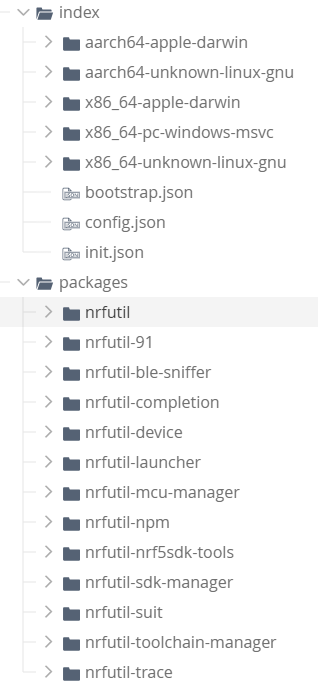 index
aarch64-apple-darwin
aarch64-unknown-linux-gnu
x86_64-apple-darwin
x86_64-pc-windows-msvc
x86_64-unknown-linux-gnu
bootstrap.json
config.json
init.json
packages
nrfutil
nrfutil-91
nrfutil-ble-sniffer
nrfutil-completion
nrfutil-device
nrfutil-launcher
nrfutil-mcu-manager
nrfutil-npm
nrfutil-nrf5sdk-tools
nrfutil-sdk-manager
nrfutil-suit
nrfutil-toolchain-manager
nrfutil-trace